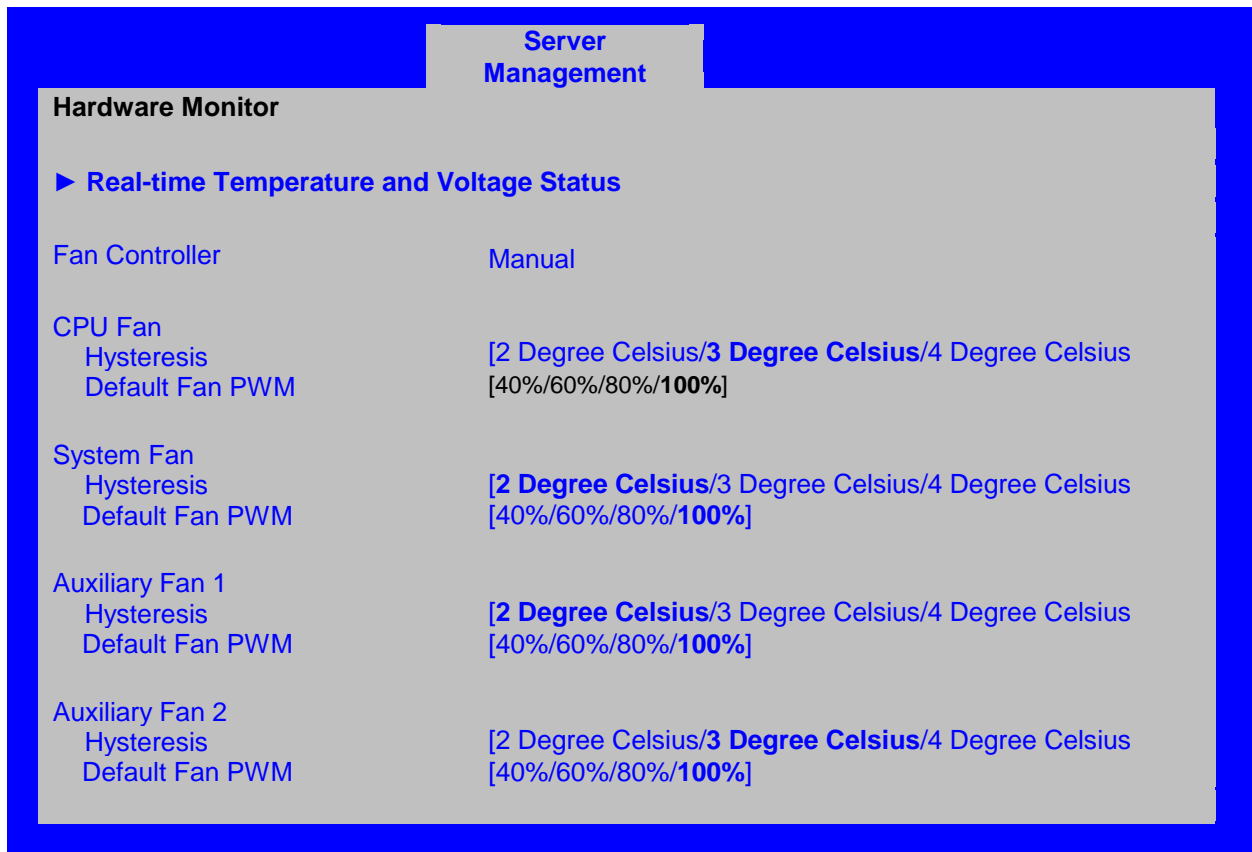 Server
Management
Hardware Monitor
► Real-time Temperature and Voltage Status
Fan Controller Manual
CPU Fan
Hysteresis [2 Degree Celsius/3 Degree Celsius/4 Degree Celsius
Default Fan PWM [40%/60%/80%/100%]
System Fan
Hysteresis [2 Degree Celsius/3 Degree Celsius/4 Degree Celsius
Default Fan PWM [40%/60%/80%/100%]
Auxiliary Fan 1
Hysteresis [2 Degree Celsius/3 Degree Celsius/4 Degree Celsius
Default Fan PWM [40%/60%/80%/100%]
Auxiliary Fan 2
Hysteresis [2 Degree Celsius/3 Degree Celsius/4 Degree Celsius
Default Fan PWM [40%/60%/80%/100%]